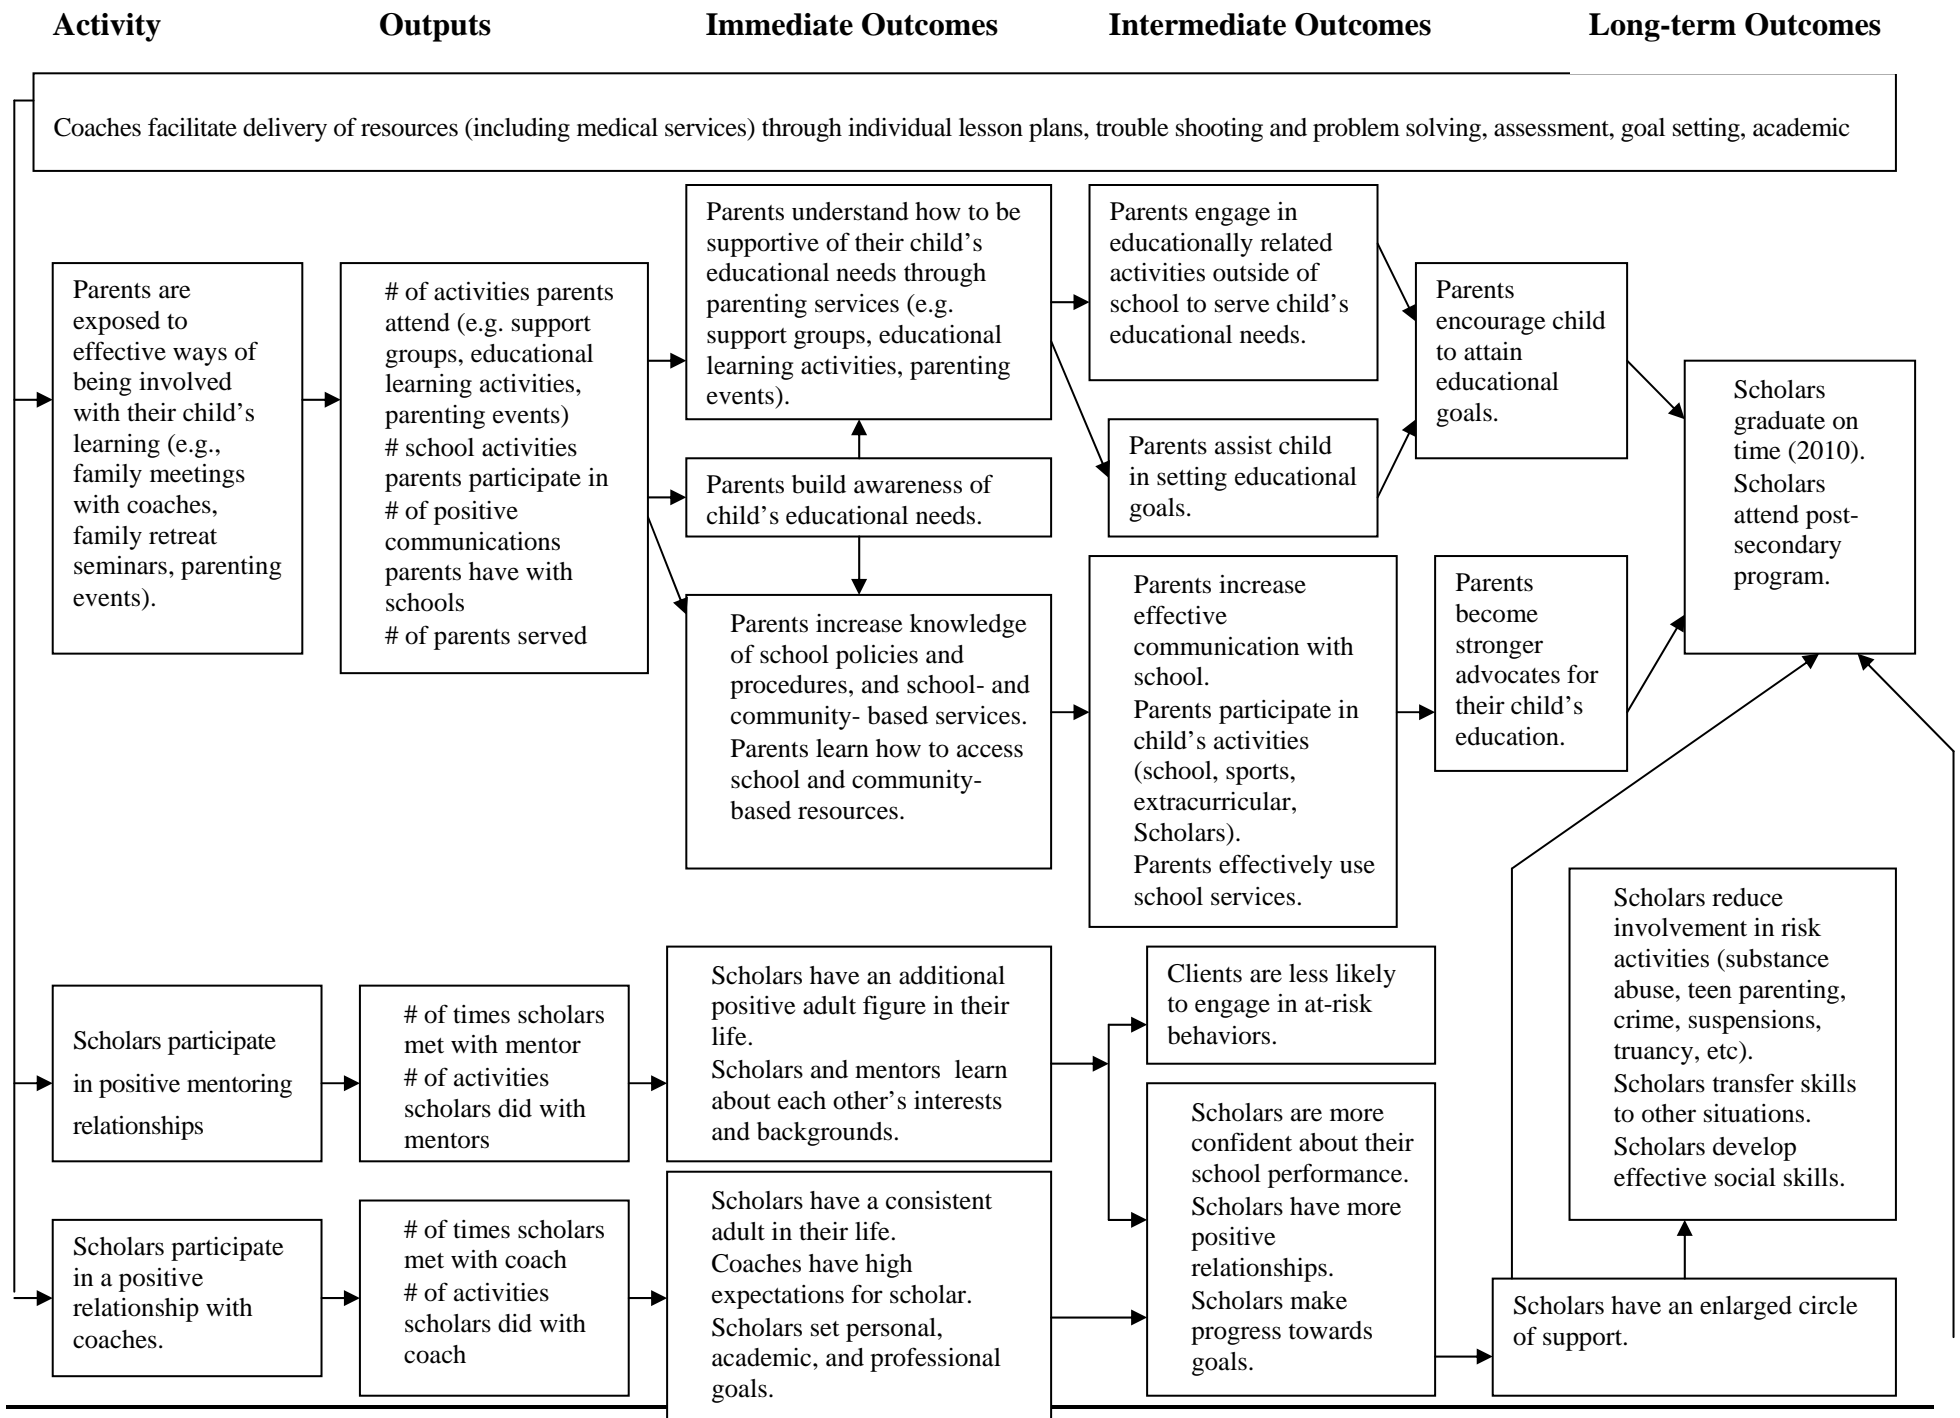 Activity
Outputs
Immediate Outcomes
Intermediate Outcomes
Long-term Outcomes
Coaches facilitate delivery of resources (including medical services) through individual lesson plans, trouble shooting and problem solving, assessment, goal setting, academic
Parents are
exposed to
effective ways of
being involved
with their child’s
learning (e.g.,
family meetings
with coaches,
family retreat
seminars, parenting
events).
# of activities parents
attend (e.g. support
groups, educational
learning activities,
parenting events)
# school activities
parents participate in
# of positive
communications
parents have with
schools
# of parents served
Parents understand how to be
supportive of their child’s
educational needs through
parenting services (e.g.
support groups, educational
learning activities, parenting
events).
Parents build awareness of
child’s educational needs.
Parents increase knowledge
of school policies and
procedures, and school- and
community- based services.
Parents learn how to access
school and community-
based resources.
Parents engage in
educationally related
activities outside of
school to serve child’s
educational needs.
Parents assist child
in setting educational
goals.
Parents increase
effective
communication with
school.
Parents participate in
child’s activities
(school, sports,
extracurricular,
Scholars).
Parents effectively use
school services.
Parents
encourage child
to attain
educational
goals.
Parents
become
stronger
advocates for
their child’s
education.
Scholars
graduate on
time (2010).
Scholars
attend post-
secondary
program.
Scholars participate
in positive mentoring
relationships
# of times scholars
met with mentor
# of activities
scholars did with
mentors
Scholars have an additional
positive adult figure in their
life.
Scholars and mentors  learn
about each other’s interests
and backgrounds.
Clients are less likely
to engage in at-risk
behaviors.
Scholars participate
in a positive
relationship with
coaches.
# of times scholars
met with coach
# of activities
scholars did with
coach
Scholars have a consistent
adult in their life.
Coaches have high
expectations for scholar.
Scholars set personal,
academic, and professional
goals.
Scholars are more
confident about their
school performance.
Scholars have more
positive
relationships.
Scholars make
progress towards
goals.
Scholars reduce
involvement in risk
activities (substance
abuse, teen parenting,
crime, suspensions,
truancy, etc).
Scholars transfer skills
to other situations.
Scholars develop
effective social skills.
Scholars have an enlarged circle
of support.